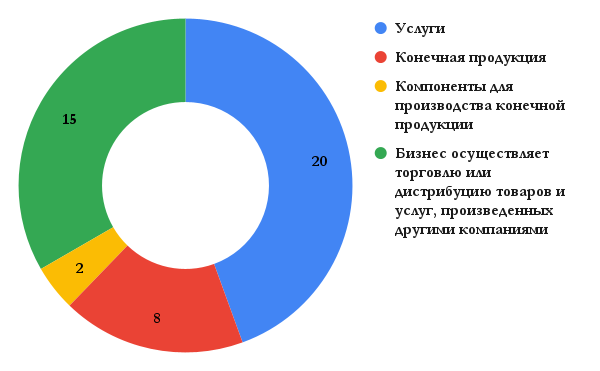 Услуги
Конечная продукция
Компоненты для
производства конечной
продукции
Бизнес осуществляет
торговлю или
дистрибуцию товаров и
услуг, произведенных
другими компаниями
15
20
2
8